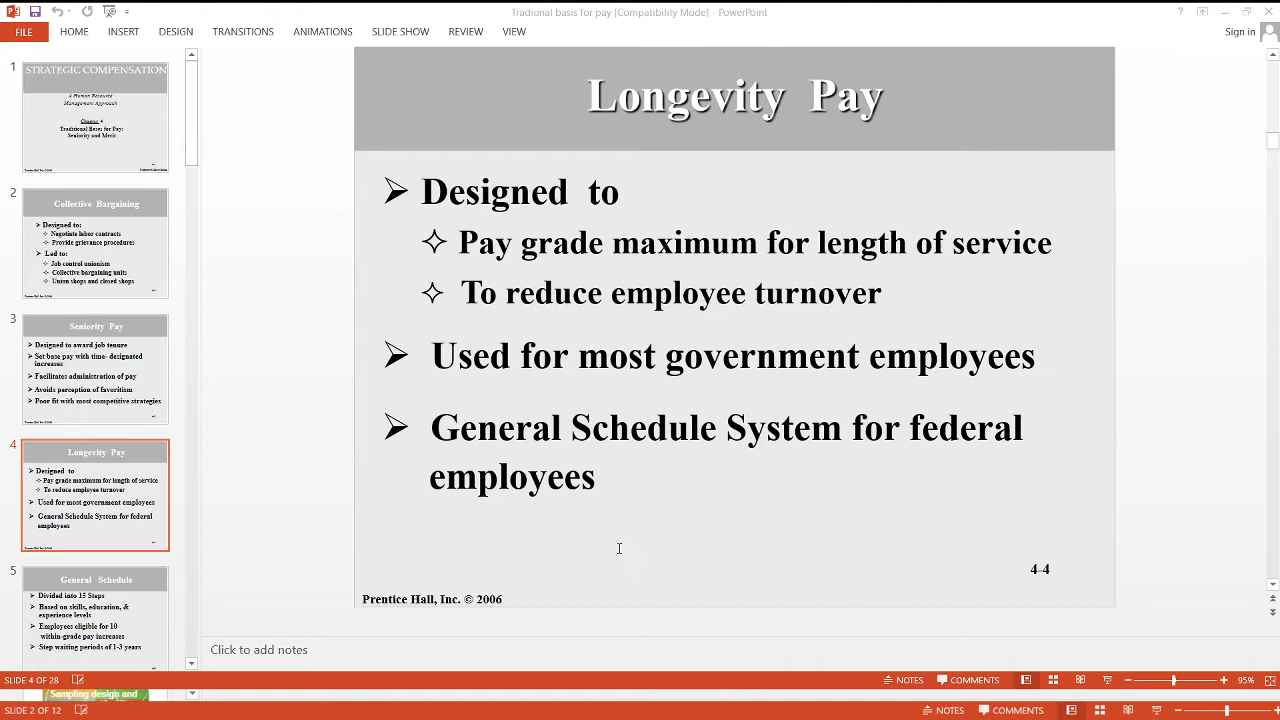 Tradional basis for pay [Compatibility Mode] - PowerPoint
?
FILE HOME INSERT DESIGN TRANSITIONS ANIMATIONS SLIDE SHOW REVIEW VIEW Sign in
1
STRATEGIC COMPENSATION
A Human Resource
Management Approach
Chapter 4
Traditional Bases for Pay:
Seniority and Merit
2
Collective Bargaining
Designed to:
Negotiate labor contracts
Provide grievance procedures
Led to:
Job control unionism
Collective bargaining units
Union shops and closed shops
3
Seniority Pay
Designed to award job tenure
Set base pay with time- designated
increases
Facilitates administration of pay
Avoids perception of favoritism
Poor fit with most competitive strategies
4
Longevity Pay
Designed to
Pay grade maximum for length of service
To reduce employee turnover
Used for most government employees
General Schedule System for federal
employees
5
General Schedule
Divided into 15 Steps
Based on skills, education, &
experience levels
Employees eligible for 10
within-grade pay increases
Step waiting periods of 1-3 years
Longevity Pay
Designed to
Pay grade maximum for length of service
To reduce employee turnover
Used for most government employees
General Schedule System for federal
employees
4-4
Prentice Hall, Inc. © 2006
Click to add notes
SLIDE 4 OF 28 NOTES COMMENTS 95%
Sampling design and
SLIDE 2 OF 12 NOTES COMMENTS